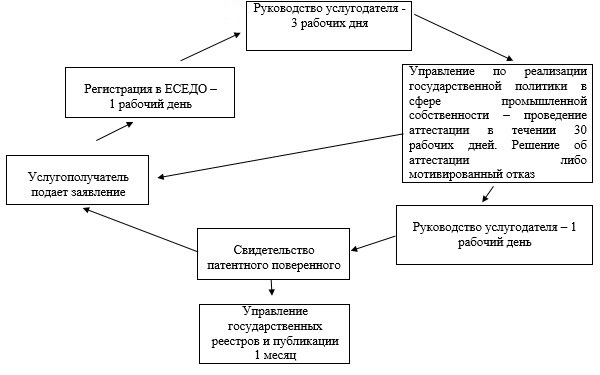 Руководство услугодателя -
3 рабочих дня
Регистрация в ЕСЕДО –
1 рабочий день
Управление по реализации
государственной политики в
сфере промышленной
собственности – проведение
аттестации в течении 30
рабочих дней. Решение об
аттестации либо
мотивированный отказ
Услугополучатель
подает заявление
Руководство услугодателя – 1
рабочий день
Свидетельство
патентного поверенного
Управление
государственных
реестров и публикации
1 месяц